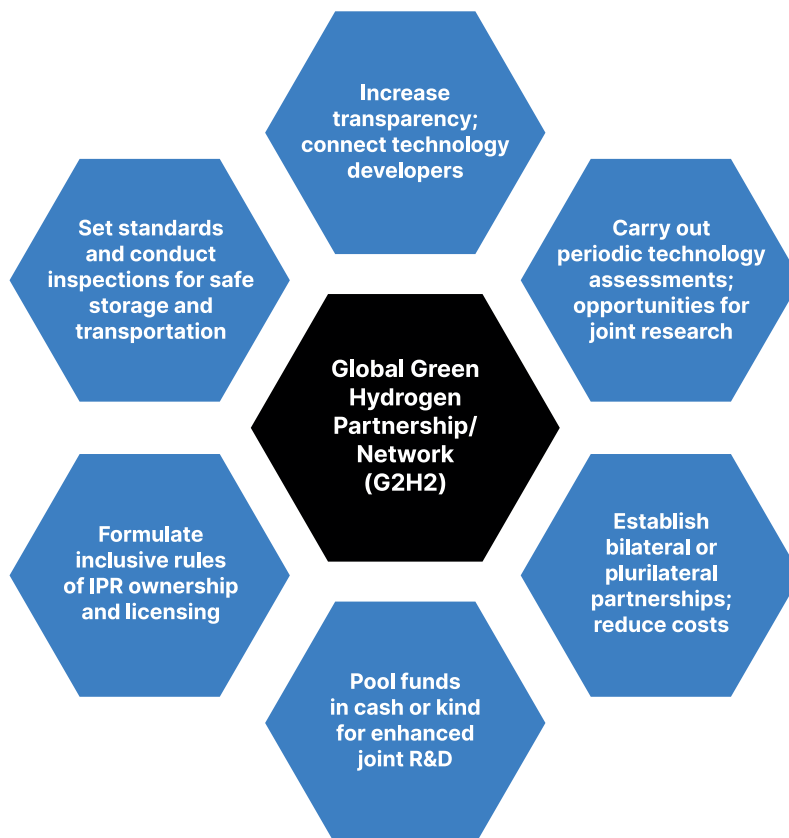 Increase
transparency;
connect technology
developers
Set standards
and conduct
inspections for safe
storage and
transportation
Carry out
periodic technology
assessments;
opportunities for
joint research
Global Green
Hydrogen
Partnership/
Network
(G2H2)
Formulate
inclusive rules
of IPR ownership
and licensing
Establish
bilateral or
plurilateral
partnerships;
reduce costs
Pool funds
in cash or kind
for enhanced
joint R&D